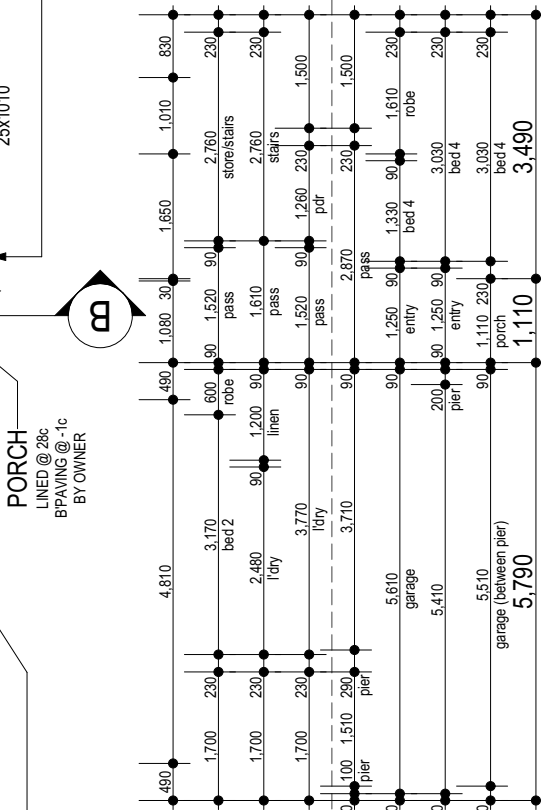 25x1010
PORCH
LINED @ 28c
B'PAVING @ -1c
BY OWNER
B
490 4,810 490 1,080 30 1,650 1,010 830
1,700 230 3,170 600 90 1,520 90 2,760 230
bed 2 robe pass store/stairs
1,700 230 2,480 90 1,200 90 1,610 2,760 230
l'dry linen pass stairs
1,700 230 3,770 90 1,520 90 1,260 230 1,500
l'dry pass pdr
100 1,510 290 3,710 90 2,870 230 1,500
pier pier pass
5,610 90 1,250 90 1,330 90 1,610 230
garage entry bed 4 robe
5,410 200 90 1,250 90 3,030 230
pier entry bed 4
5,510 90 1,110 230 3,030 230
garage (between pier) porch bed 4
5,790 1,110 3,490